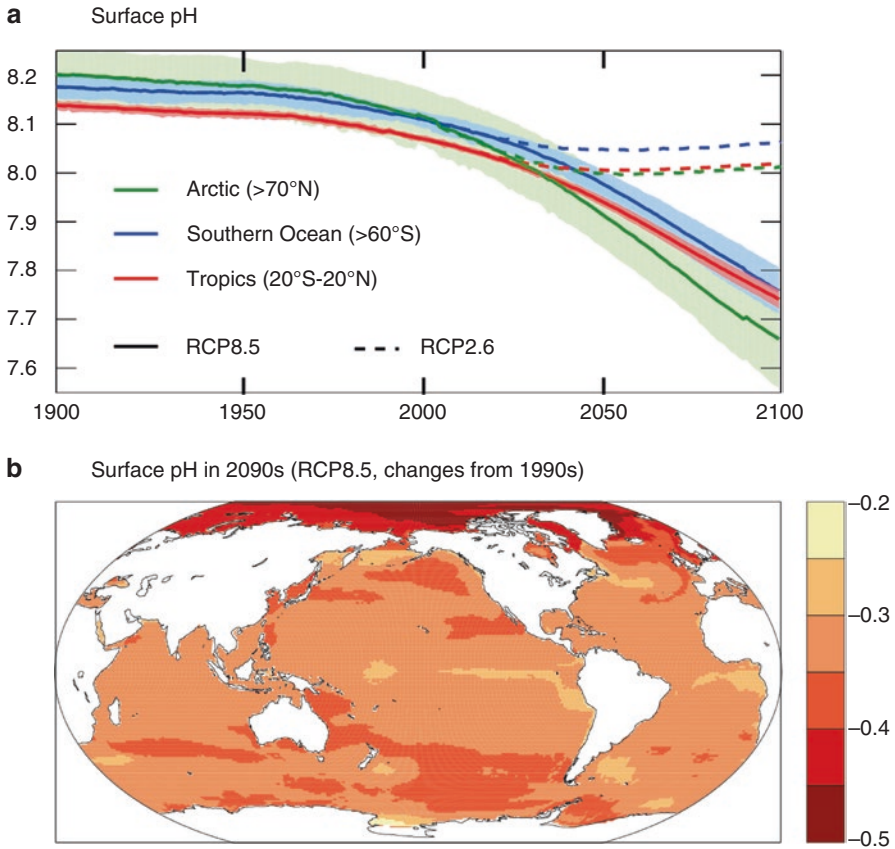 a Surface pH
8.2
8.1
8.0
7.9
7.8
7.7
7.6
Arctic (>70°N)
Southern Ocean (>60°S)
Tropics (20°S-20°N)
RCP8.5 RCP2.6
1900 1950 2000 2050 2100
b Surface pH in 2090s (RCP8.5, changes from 1990s)
–0.2
–0.3
–0.4
–0.5